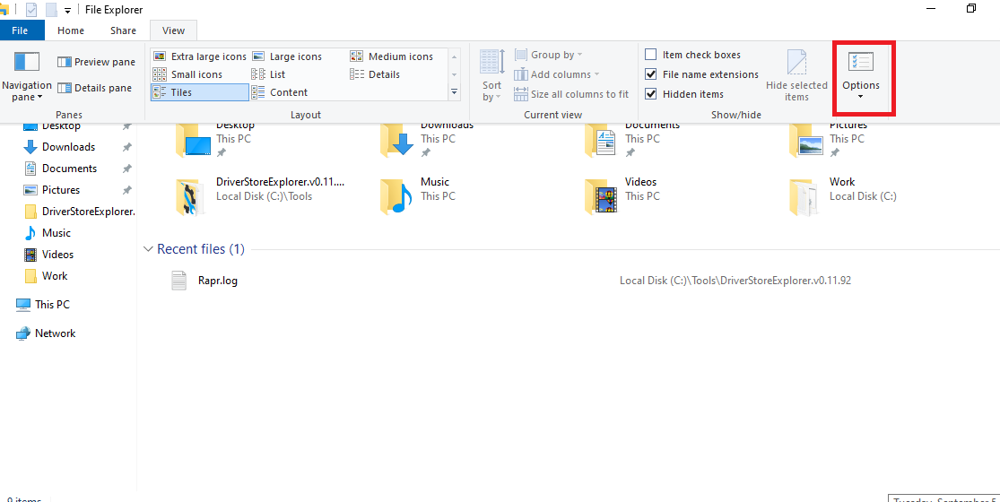 File Explorer
File Home Share View
Navigation pane
Preview pane
Details pane
Panes
Extra large icons Large icons Medium icons
Small icons List Details
Tiles Content
Layout
Sort by
Group by
Add columns
Size all columns to fit
Current view
Item check boxes
File name extensions
Hidden items
Hide selected items
Show/hide
Options
Desktop
Downloads
Documents
Pictures
DriverStoreExplorer.
Music
Videos
Work
This PC
Network
Desktop
This PC
Downloads
This PC
Documents
This PC
Pictures
This PC
DriverStoreExplorer.v0.11....
Local Disk (C:)\Tools
Music
This PC
Videos
This PC
Work
Local Disk (C:)
Recent files (1)
Rapr.log Local Disk (C:)\Tools\DriverStoreExplorer.v0.11.92
9 items
Tuesday, September 5